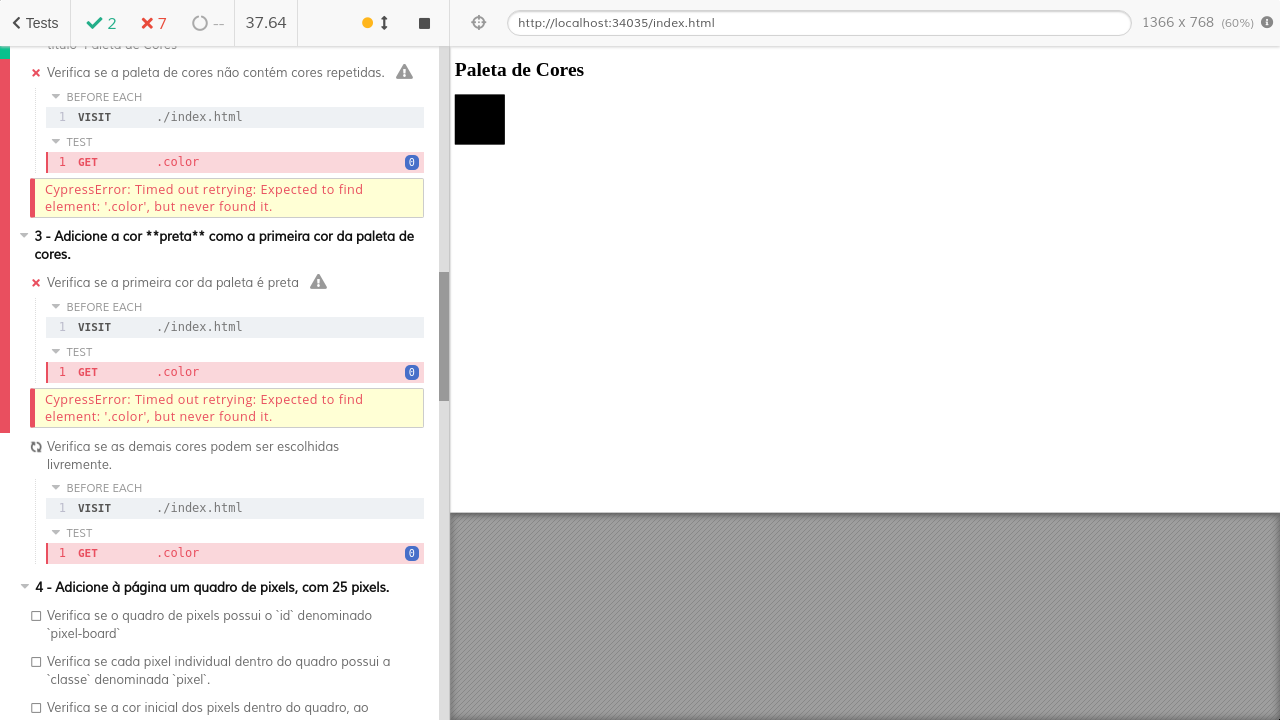 Tests
2
7
--
37.64
http://localhost:34035/index.html
1366 x 768 (60%)
título "Paleta de Cores"
Verifica se a paleta de cores não contém cores repetidas.
BEFORE EACH
1 VISIT ./index.html
TEST
1 GET .color 0
CypressError: Timed out retrying: Expected to find
element: '.color', but never found it.
3 - Adicione a cor **preta** como a primeira cor da paleta de
cores.
Verifica se a primeira cor da paleta é preta
BEFORE EACH
1 VISIT ./index.html
TEST
1 GET .color 0
CypressError: Timed out retrying: Expected to find
element: '.color', but never found it.
Verifica se as demais cores podem ser escolhidas
livremente.
BEFORE EACH
1 VISIT ./index.html
TEST
1 GET .color 0
4 - Adicione à página um quadro de pixels, com 25 pixels.
Verifica se o quadro de pixels possui o `id` denominado
`pixel-board`
Verifica se cada pixel individual dentro do quadro possui a
`classe` denominada `pixel`.
Verifica se a cor inicial dos pixels dentro do quadro, ao
Paleta de Cores